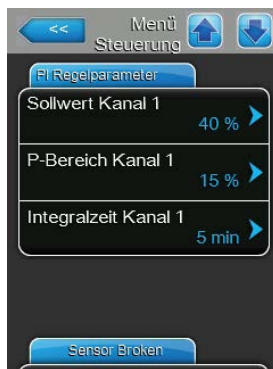 <<
Menü
Steuerung
PI Regelparameter
Sollwert Kanal 1
40 %
P-Bereich Kanal 1
15 %
Integralzeit Kanal 1
5 min
Sensor Broken